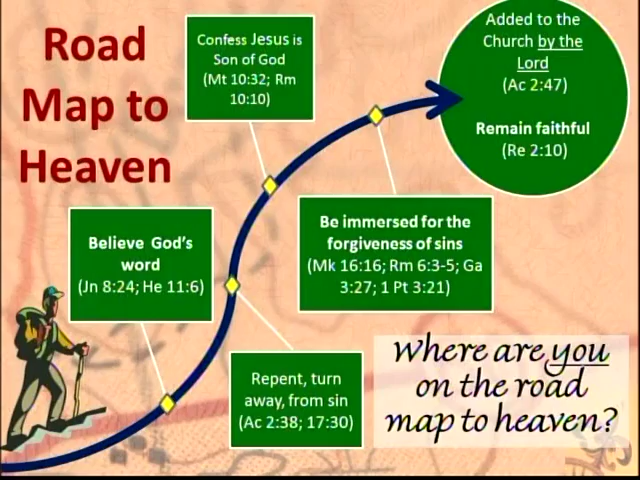 Road
Map to
Heaven
Confess Jesus is
Son of God
(Mt 10:32; Rm
10:10)
Added to the
Church by the
Lord
(Ac 2:47)
Remain faithful
(Re 2:10)
Believe God's
word
(Jn 8:24; He 11:6)
Be immersed for the
forgiveness of sins
(Mk 16:16; Rm 6:3-5; Ga
3:27; 1 Pt 3:21)
Repent, turn
away, from sin
(Ac 2:38; 17:30)
Where are you
on the road
map to heaven?